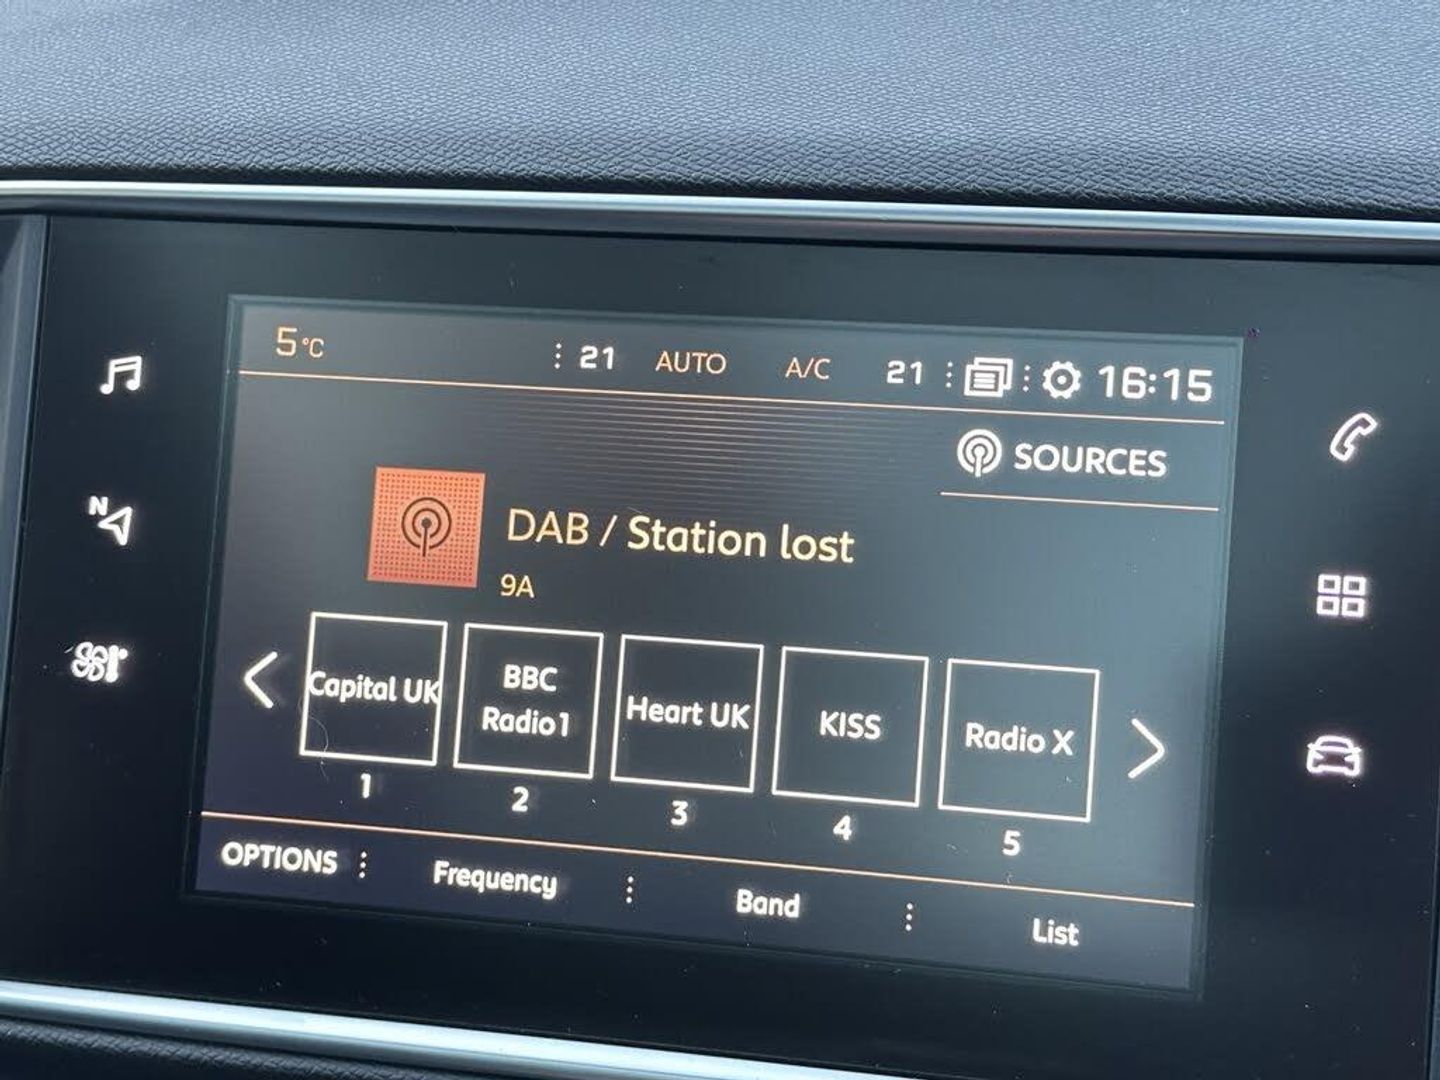 5°C 21 AUTO A/C 21 16:15
SOURCES
DAB / Station lost
9A
Capital UK
BBC
Radio1
Heart UK
KISS
Radio X
1 2 3 4 5
OPTIONS Frequency Band List
N